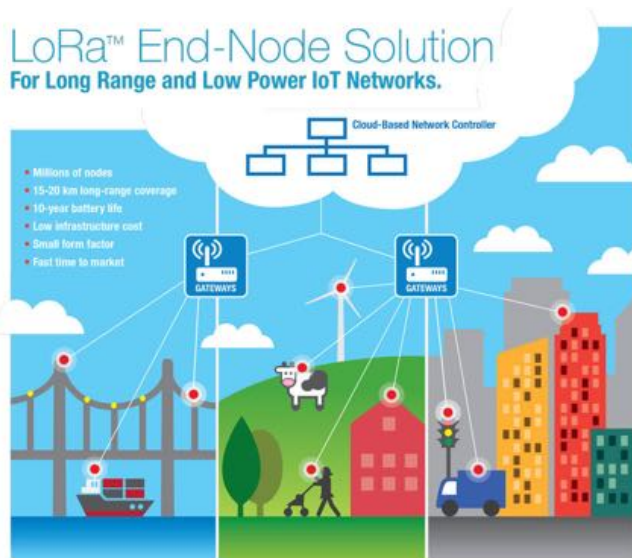 LoRa™ End-Node Solution
For Long Range and Low Power IoT Networks.
Cloud-Based Network Controller
• Millions of nodes
• 15-20 km long-range coverage
• 10-year battery life
• Low infrastructure cost
• Small form factor
• Fast time to market
GATEWAYS
GATEWAYS